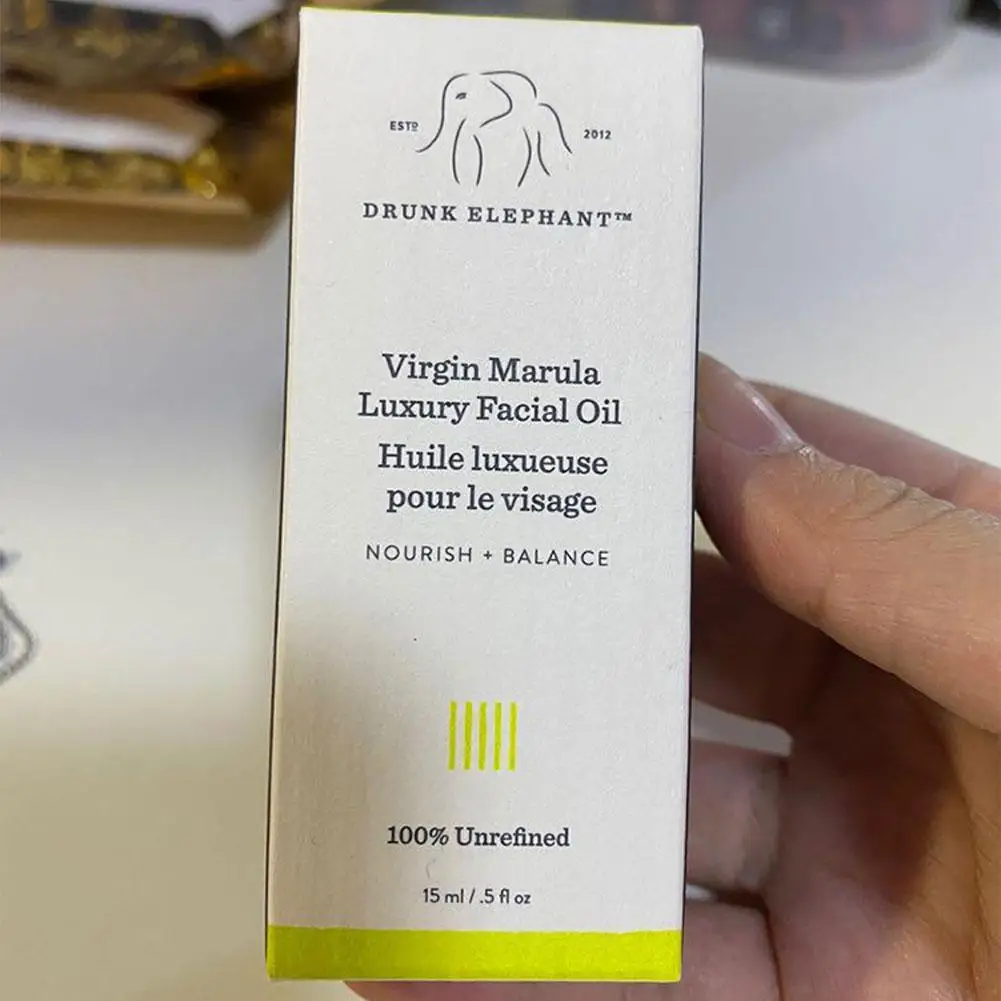 ESTD 2012
DRUNK ELEPHANT™
Virgin Marula
Luxury Facial Oil
Huile luxueuse
pour le visage
NOURISH + BALANCE
100% Unrefined
15 ml / .5 fl oz